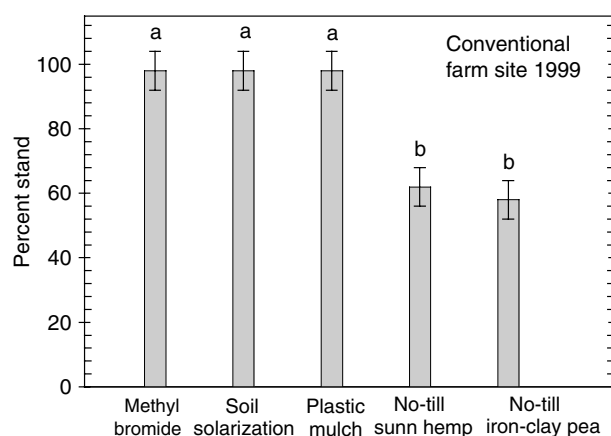 Conventional
farm site 1999
Percent stand
100
80
60
40
20
0
a
a
a
b
b
Methyl
bromide
Soil
solarization
Plastic
mulch
No-till
sunn hemp
No-till
iron-clay pea